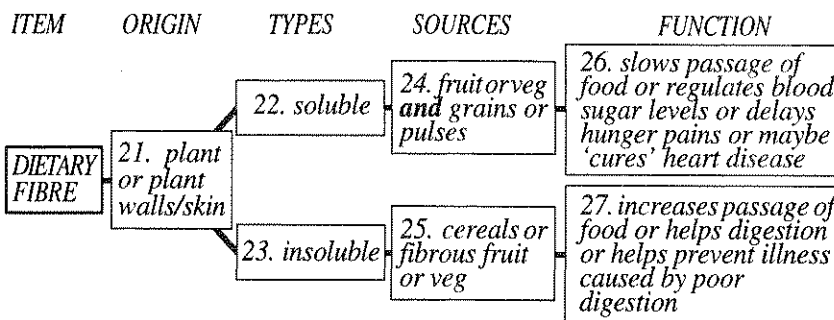 ITEM ORIGIN TYPES SOURCES FUNCTION
DIETARY
FIBRE
21. plant
or plant
walls/skin
22. soluble
24. fruit or veg
and grains or
pulses
26. slows passage of
food or regulates blood
sugar levels or delays
hunger pains or maybe
'cures' heart disease
23. insoluble
25. cereals or
fibrous fruit
or veg
27. increases passage of
food or helps digestion
or helps prevent illness
caused by poor
digestion